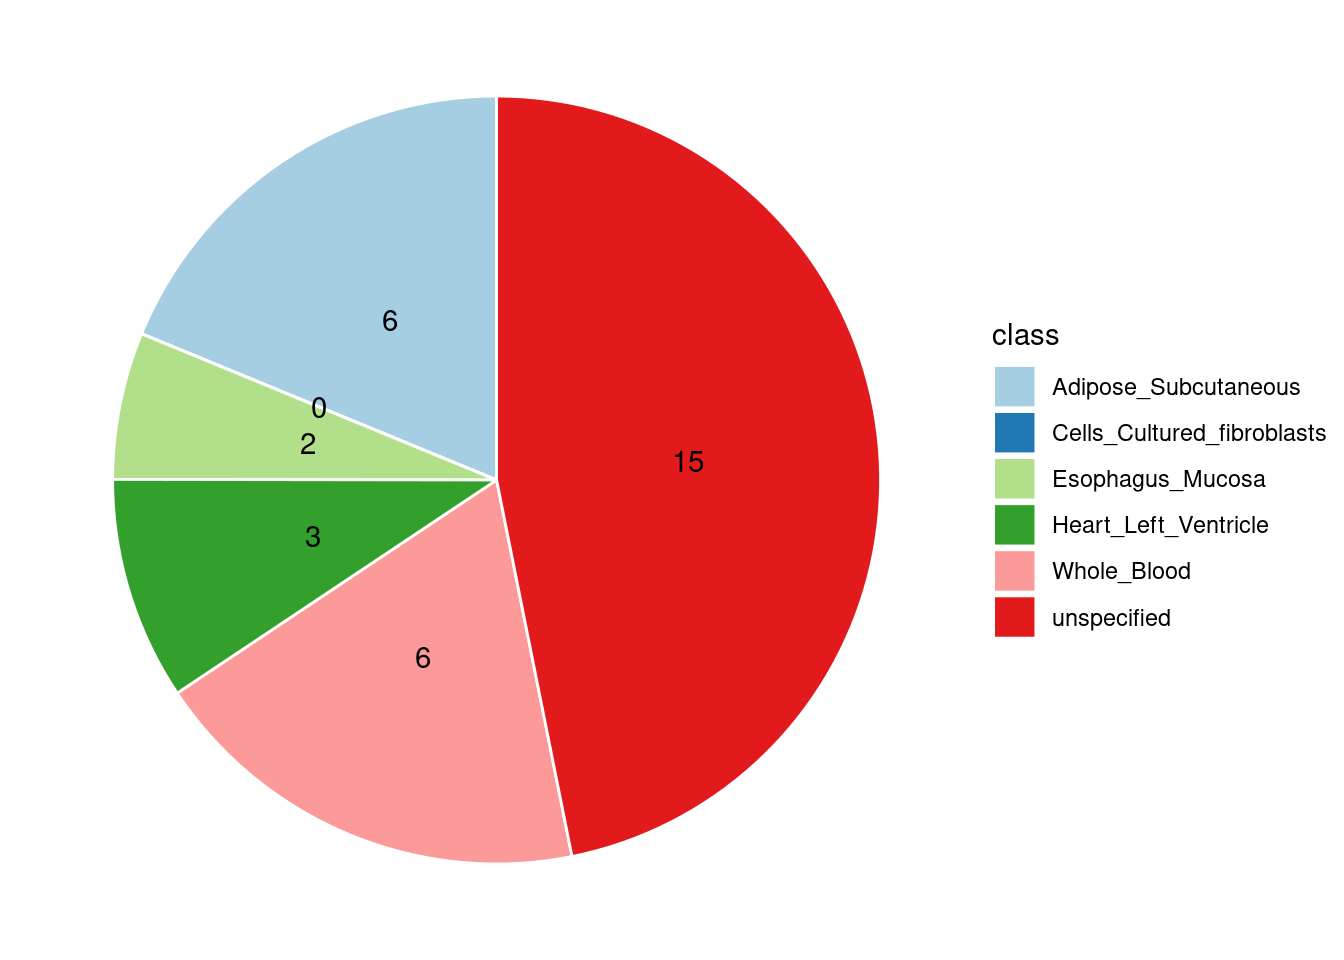 6
0
2
3
6
15
class
Adipose_Subcutaneous
Cells_Cultured_fibroblasts
Esophagus_Mucosa
Heart_Left_Ventricle
Whole_Blood
unspecified